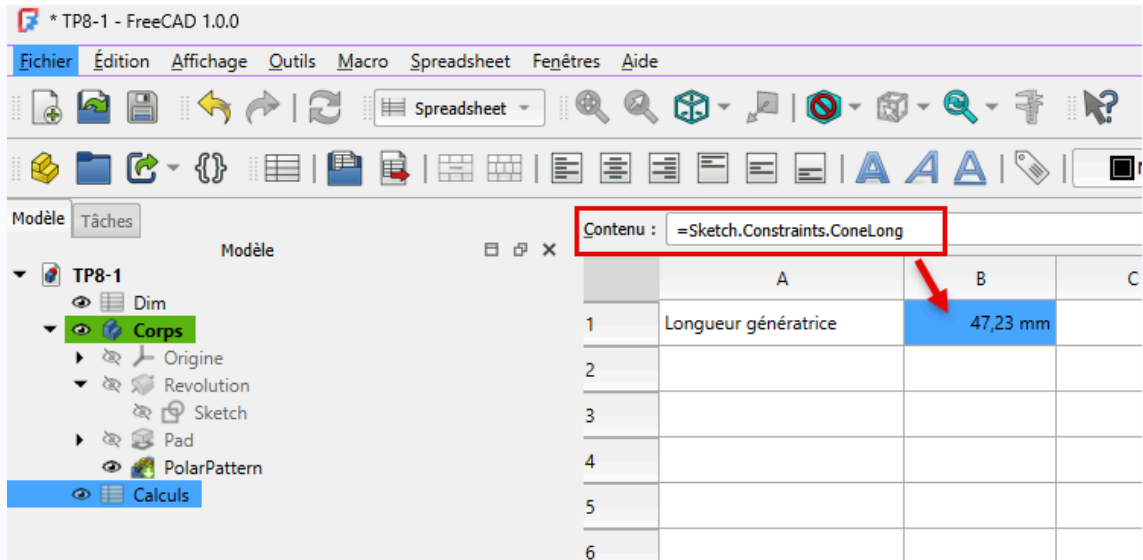 * TP8-1 - FreeCAD 1.0.0
Fichier Édition Affichage Outils Macro Spreadsheet Fenêtres Aide
Spreadsheet
A A A
Modèle Tâches
Modèle
TP8-1
Dim
Corps
Origine
Revolution
Sketch
Pad
PolarPattern
Calculs
Contenu : =Sketch.Constraints.ConeLong
A B C
1 Longueur génératrice 47,23 mm
2
3
4
5
6